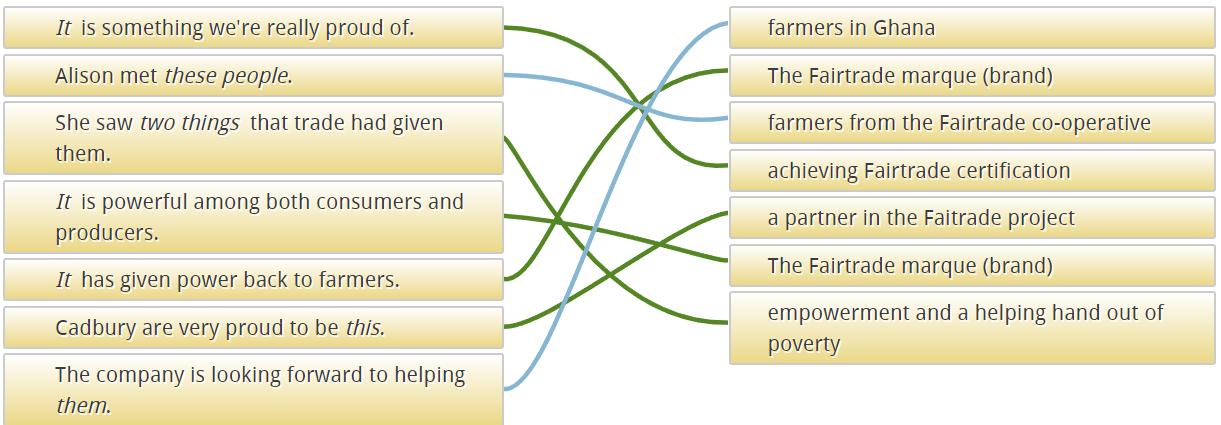 It is something we're really proud of.
Alison met these people.
She saw two things that trade had given
them.
It is powerful among both consumers and
producers.
It has given power back to farmers.
Cadbury are very proud to be this.
The company is looking forward to helping
them.
farmers in Ghana
The Fairtrade marque (brand)
farmers from the Fairtrade co-operative
achieving Fairtrade certification
a partner in the Faitrade project
The Fairtrade marque (brand)
empowerment and a helping hand out of
poverty